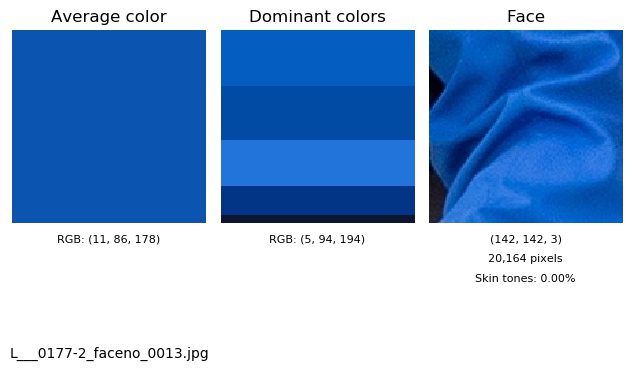 Average color
Dominant colors
Face
RGB: (11, 86, 178)
RGB: (5, 94, 194)
(142, 142, 3)
20,164 pixels
Skin tones: 0.00%
L___0177-2_faceno_0013.jpg